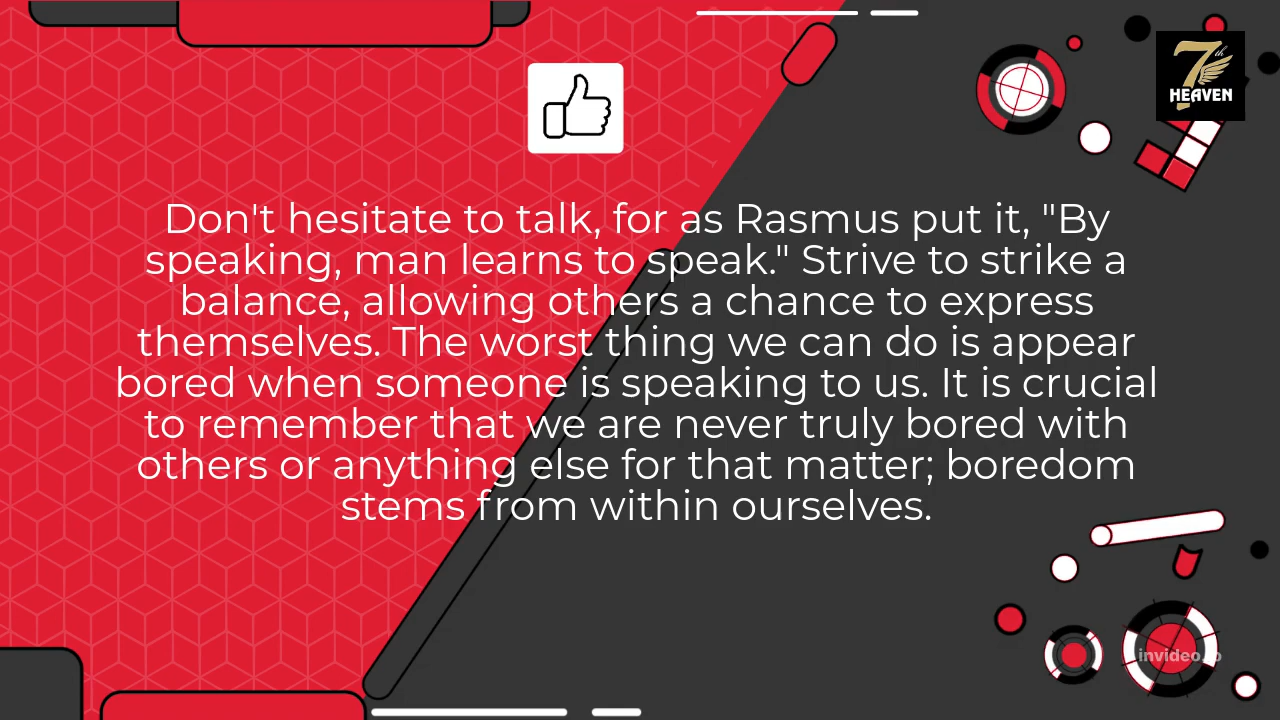 7th
HEAVEN
Don't hesitate to talk, for as Rasmus put it, "By
speaking, man learns to speak." Strive to strike a
balance, allowing others a chance to express
themselves. The worst thing we can do is appear
bored when someone is speaking to us. It is crucial
to remember that we are never truly bored with
others or anything else for that matter; boredom
stems from within ourselves.
invideo.io